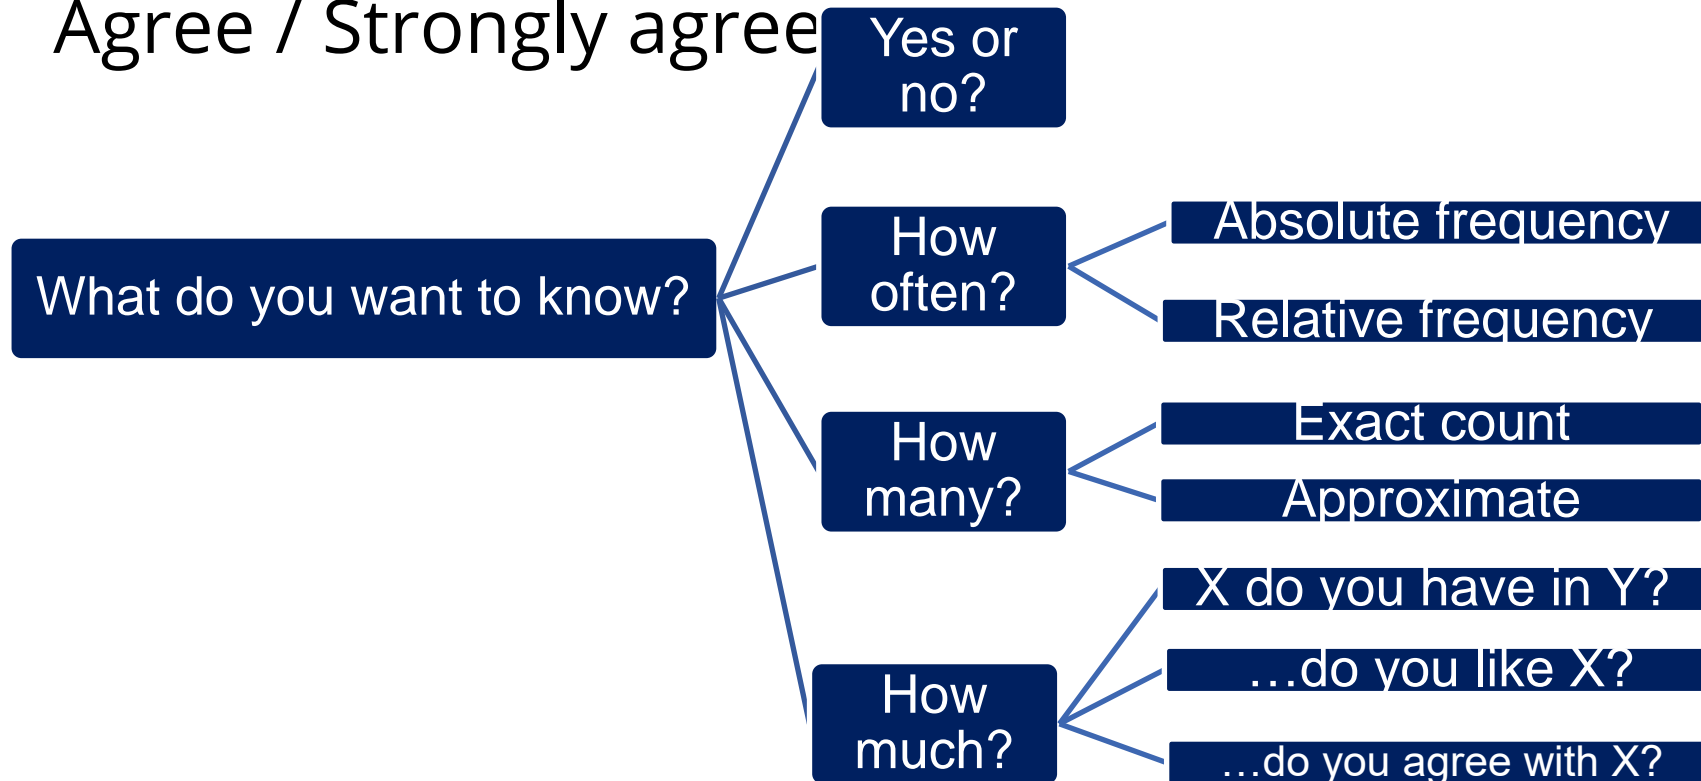 Agree / Strongly agree
Yes or
no?
What do you want to know?
How
often?
Absolute frequency
Relative frequency
How
many?
Exact count
Approximate
How
much?
X do you have in Y?
…do you like X?
…do you agree with X?